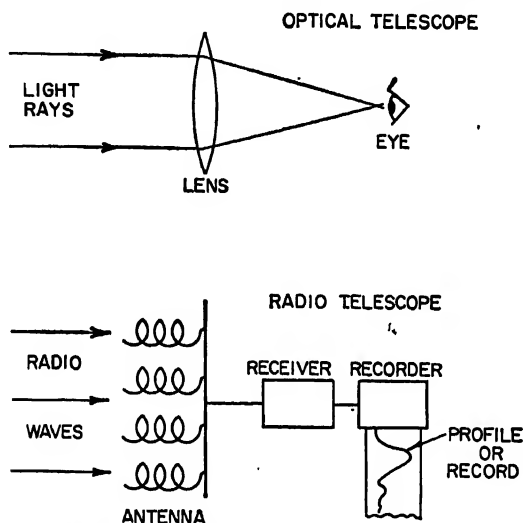 OPTICAL TELESCOPE
LIGHT
RAYS
EYE
LENS
RADIO TELESCOPE
RADIO
RECEIVER
RECORDER
WAVES
PROFILE
OR
RECORD
ANTENNA